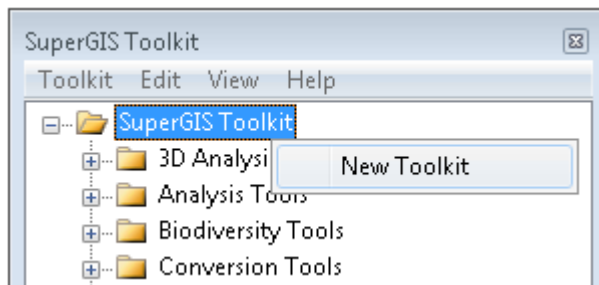 SuperGIS Toolkit
Toolkit Edit View Help
SuperGIS Toolkit
3D Analysi
New Toolkit
Analysis Tools
Biodiversity Tools
Conversion Tools